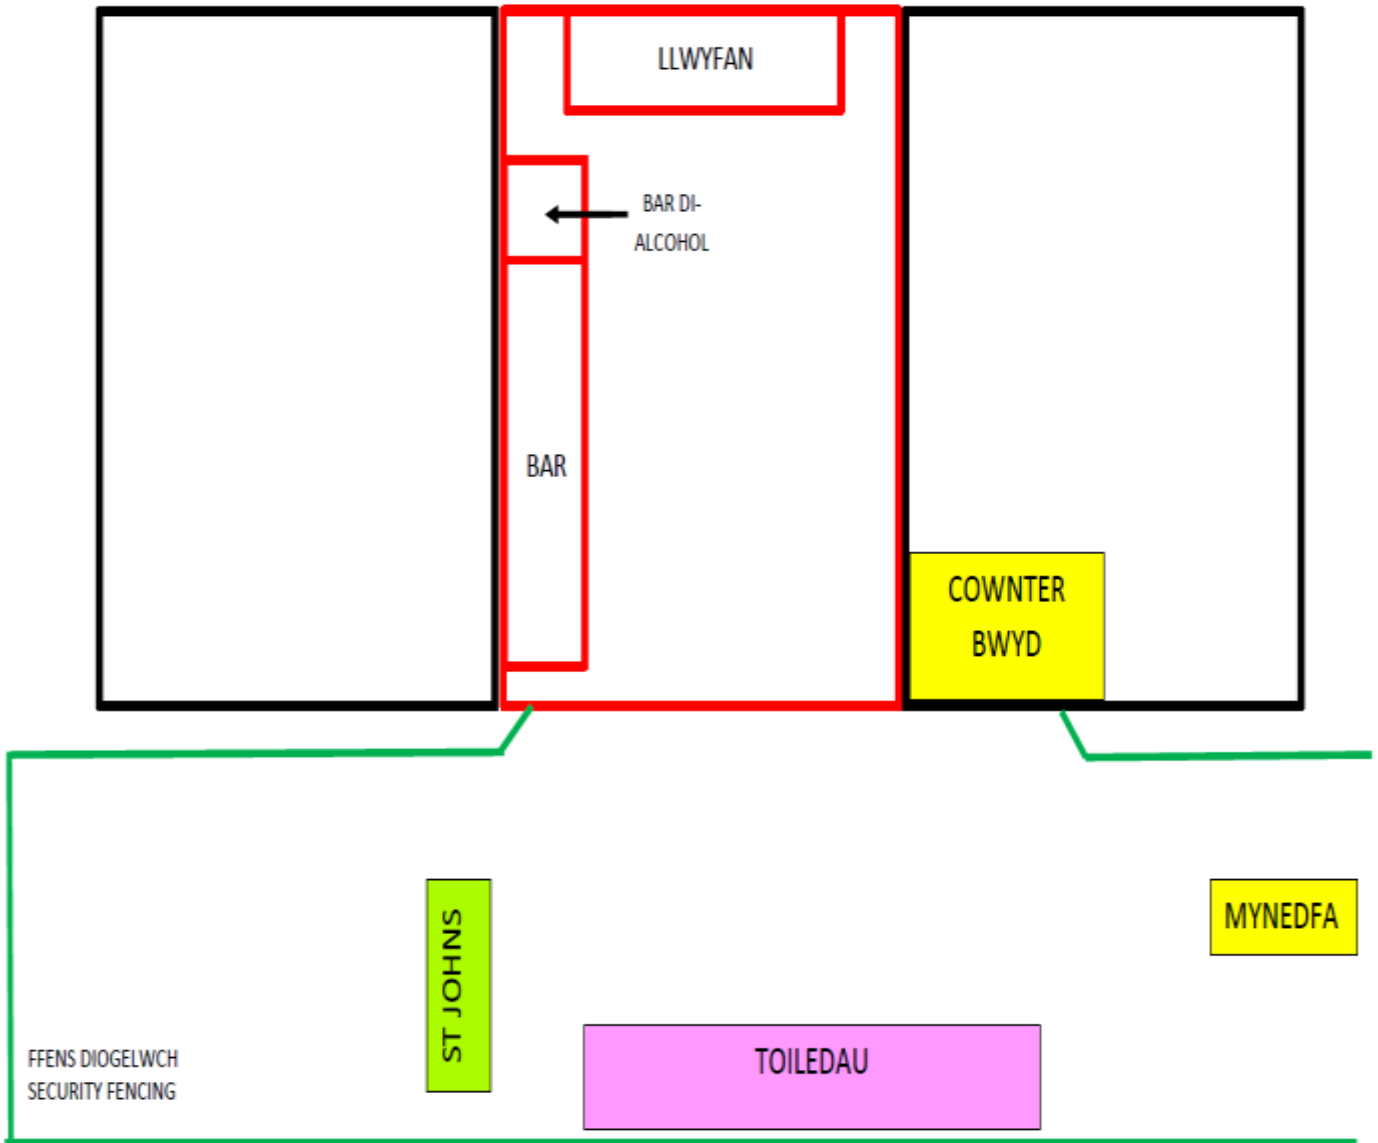 LLWYFAN
BAR DI-
ALCOHOL
BAR
COWNTER
BWYD
ST JOHNS
MYNEDFA
TOILEDAU
FFENS DIOGELWCH
SECURITY FENCING